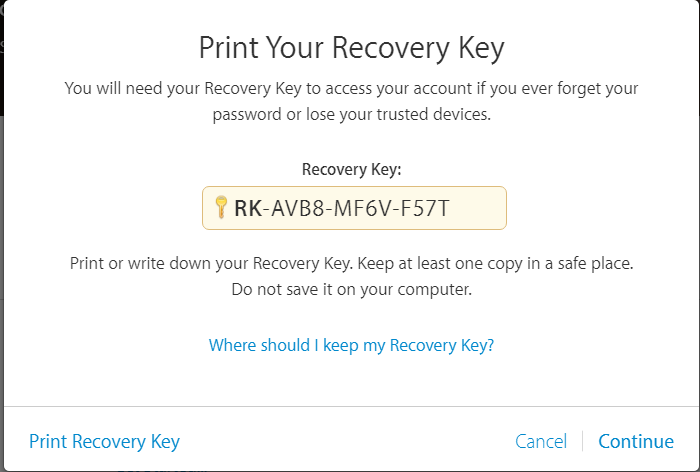 Print Your Recovery Key
You will need your Recovery Key to access your account if you ever forget your
password or lose your trusted devices.
Recovery Key:
RK-AVB8-MF6V-F57T
Print or write down your Recovery Key. Keep at least one copy in a safe place.
Do not save it on your computer.
Where should I keep my Recovery Key?
Print Recovery Key
Cancel
Continue